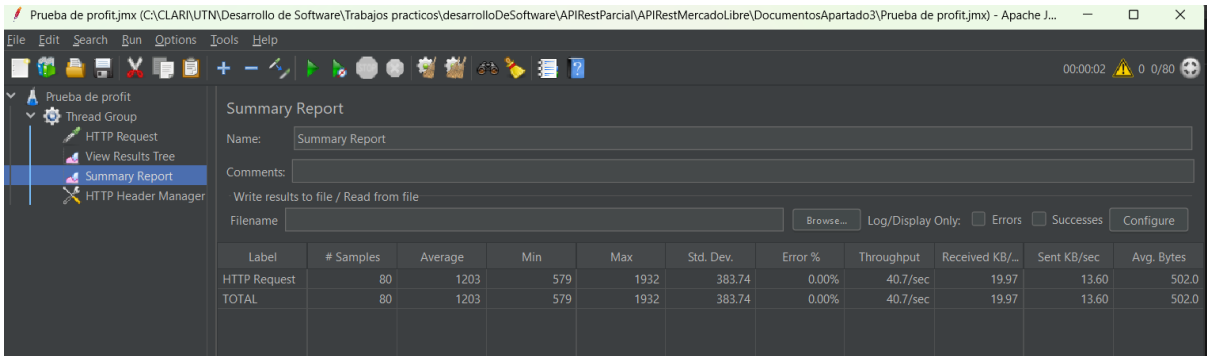 Prueba de profit.jmx (C:\CLARI\UTN\Desarrollo de Software\Trabajos practicos\desarrolloDeSoftware\APIRestParcial\APIRestMercadoLibre\DocumentosApartado3\Prueba de profit.jmx) - Apache J...
File Edit Search Run Options Tools Help
00:00:02 0 0/80
Prueba de profit
Thread Group
HTTP Request
View Results Tree
Summary Report
HTTP Header Manager
Summary Report
Name: Summary Report
Comments:
Write results to file / Read from file
Filename Browse... Log/Display Only: Errors Successes Configure
Label # Samples Average Min Max Std. Dev. Error % Throughput Received KB/... Sent KB/sec Avg. Bytes
HTTP Request 80 1203 579 1932 383.74 0.00% 40.7/sec 19.97 13.60 502.0
TOTAL 80 1203 579 1932 383.74 0.00% 40.7/sec 19.97 13.60 502.0